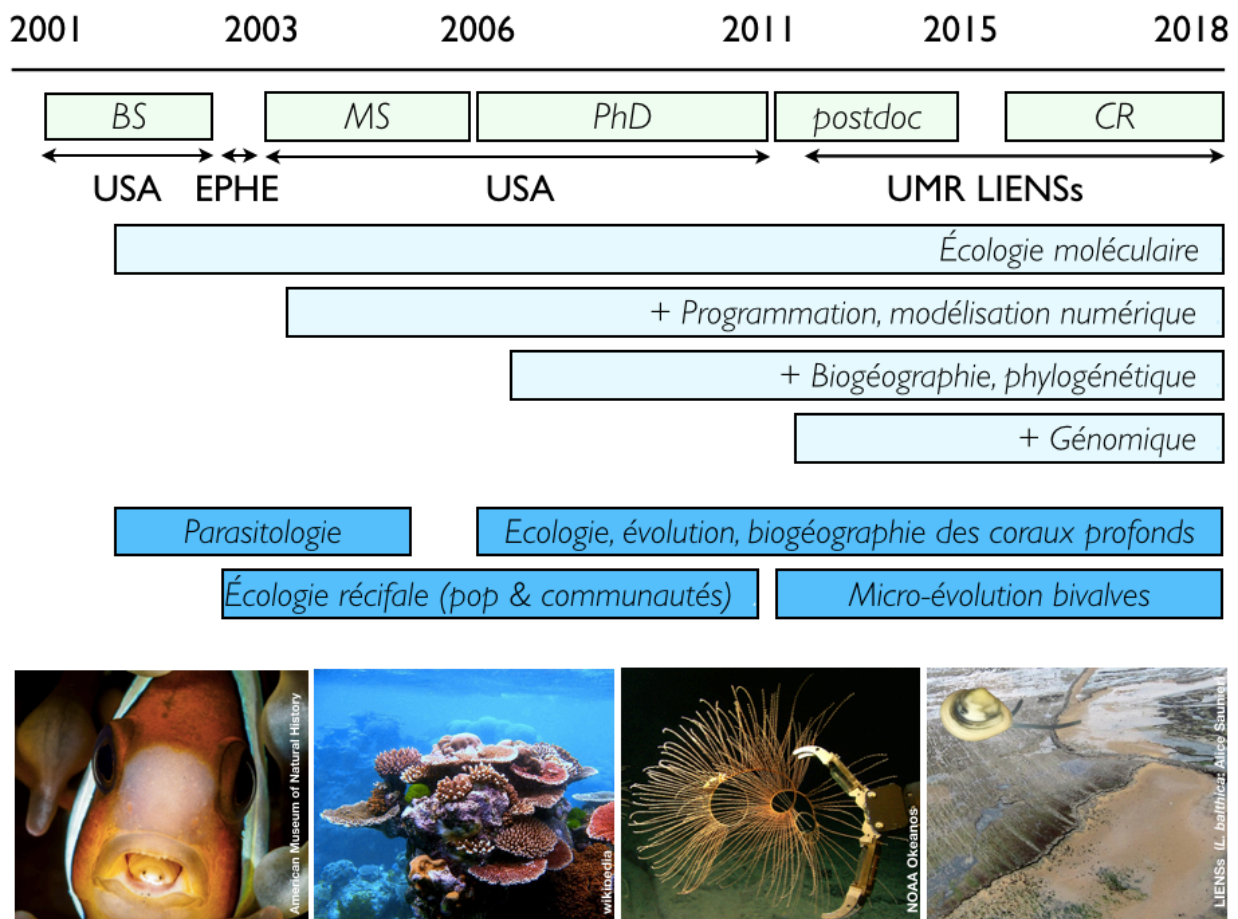 2001 2003 2006 2011 2015 2018
BS MS PhD postdoc CR
USA EPHE USA UMR LIENSs
Écologie moléculaire
+ Programmation, modélisation numérique
+ Biogéographie, phylogénétique
+ Génomique
Parasitologie Ecologie, évolution, biogéographie des coraux profonds
Écologie récifale (pop & communautés) Micro-évolution bivalves
American Museum of Natural History
wikipedia
NOAA Okeanos
LIENSs (L. balthica: Alice Saunier)